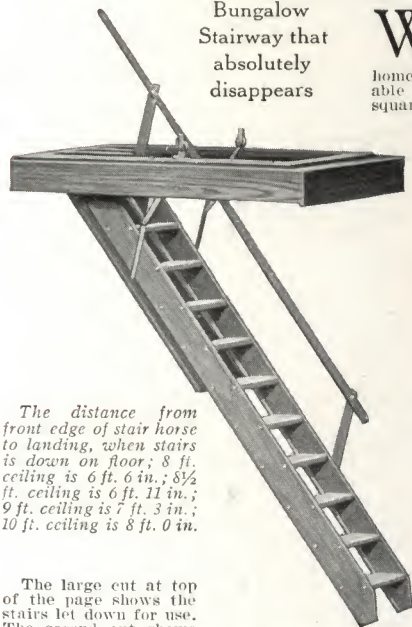 Bungalow
Stairway that
absolutely
disappears
W
home
able
squar
The distance from
front edge of stair horse
to landing, when stairs
is down on floor; 8 ft.
ceiling is 6 ft. 6 in.; 8½
ft. ceiling is 6 ft. 11 in.;
9 ft. ceiling is 7 ft. 3 in.;
10 ft. ceiling is 8 ft. 0 in.
The large cut at top
of the page shows the
stairs let down for use.